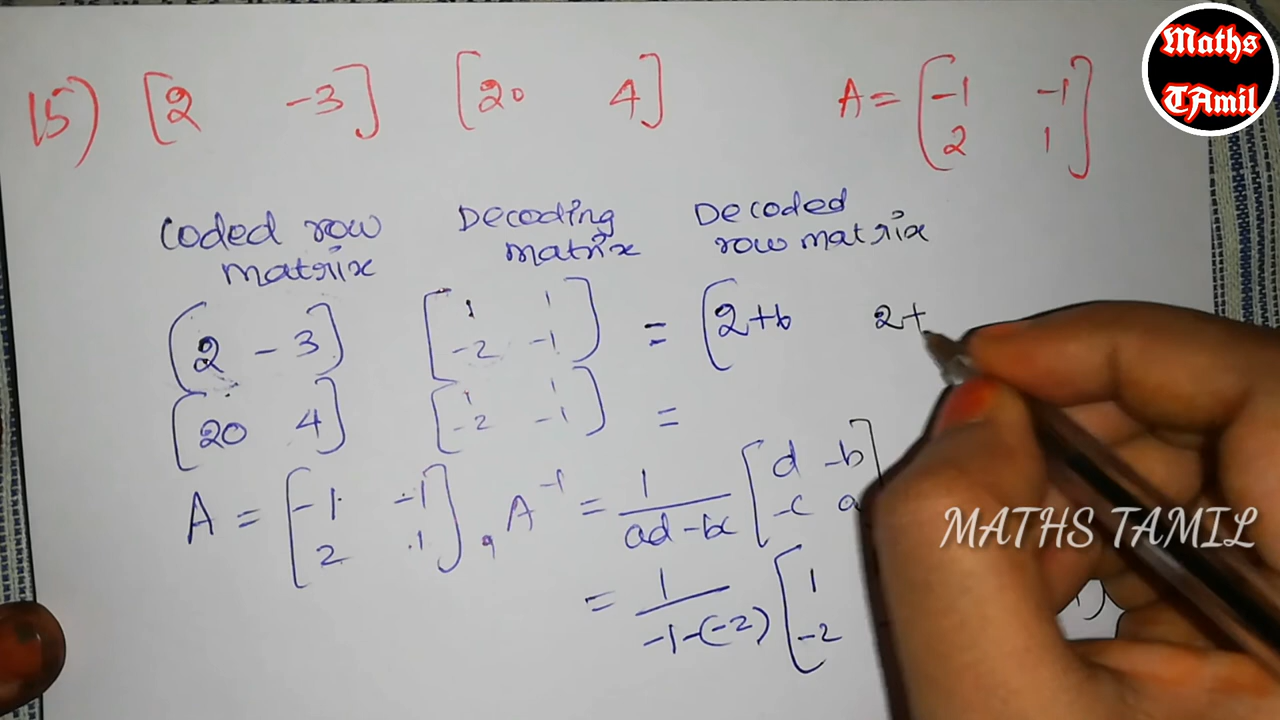 Maths
TAmil
15) [2 -3] [20 4] A = [-1 -1
2 1]
Coded row matrix
Decoding matrix
Decoded row matrix
[2 -3] [1 1
-2 -1] = [2+6 2+
[20 4] [1 1
-2 -1] =
A = [-1 -1
2 1], A⁻¹ = 1/(ad-bc) [d -b
-c a]
= 1/(-1-(-2)) [1
-2
MATHS TAMIL